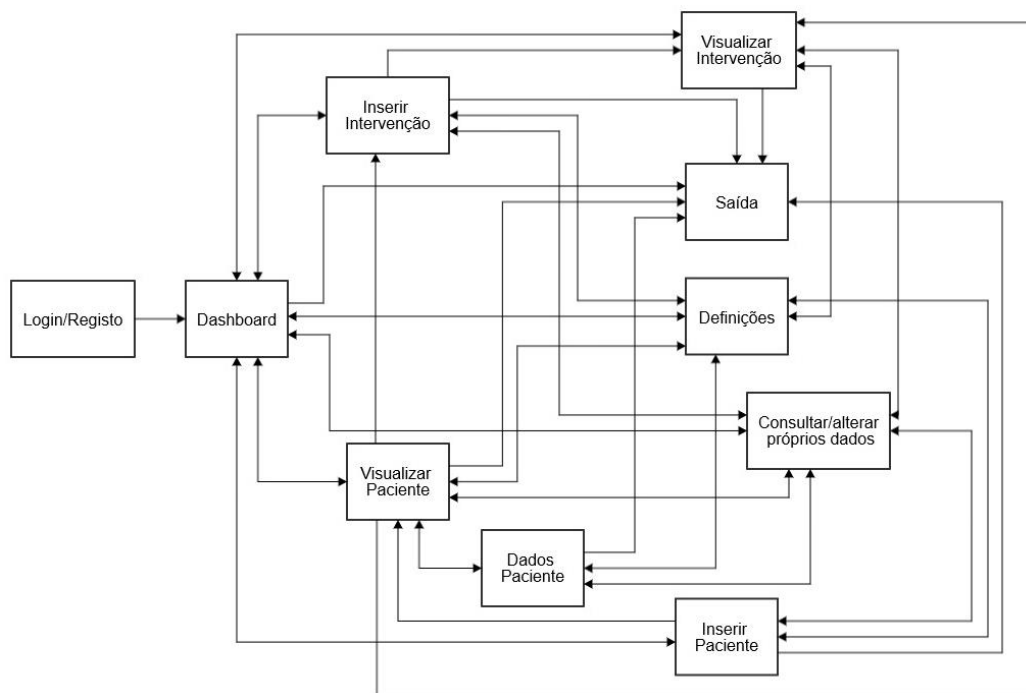 Visualizar
Intervenção
Inserir
Intervenção
Saída
Login/Registo
Dashboard
Definições
Consultar/alterar
próprios dados
Visualizar
Paciente
Dados
Paciente
Inserir
Paciente